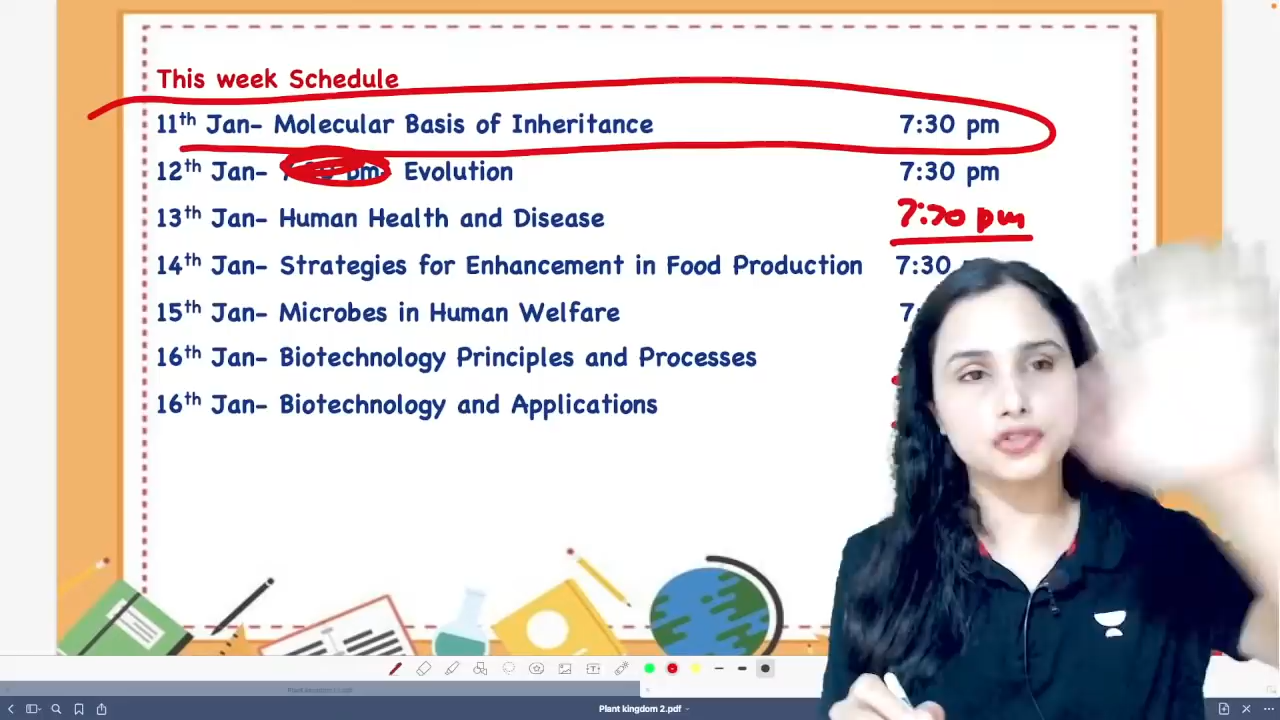 This week Schedule
11th Jan- Molecular Basis of Inheritance 7:30 pm
12th Jan- Evolution 7:30 pm
13th Jan- Human Health and Disease 7:30 pm
14th Jan- Strategies for Enhancement in Food Production 7:30
15th Jan- Microbes in Human Welfare
16th Jan- Biotechnology Principles and Processes
16th Jan- Biotechnology and Applications
Plant kingdom 2.pdf